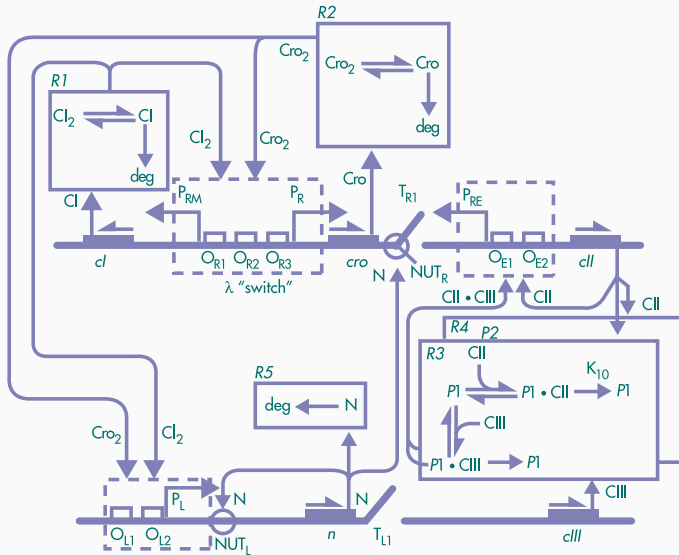 R2
Cro2
Cro2 Cro
deg
R1
CI2 CI
deg
CI2
Cro2
CI
PRM
PR
Cro
TR1
PRE
cI
OR1 OR2 OR3
cro
NUTR
OE1 OE2
cII
λ “switch”
N
CII • CIII
CII
CII
R4 P2
R3
CII
K10
P1 P1 • CII P1
CIII
P1 • CIII P1
R5
deg N
Cro2
CI2
PL
N
N
CIII
OL1 OL2
NUTL
n
TL1
cIII